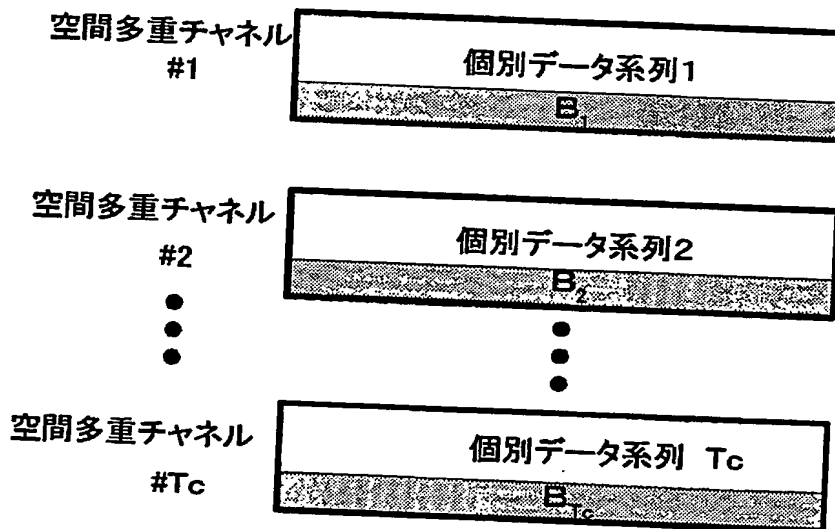 空間多重チャネル
#1
個別データ系列1
B1
空間多重チャネル
#2
個別データ系列2
B2
空間多重チャネル
#Tc
個別データ系列 Tc
BTc